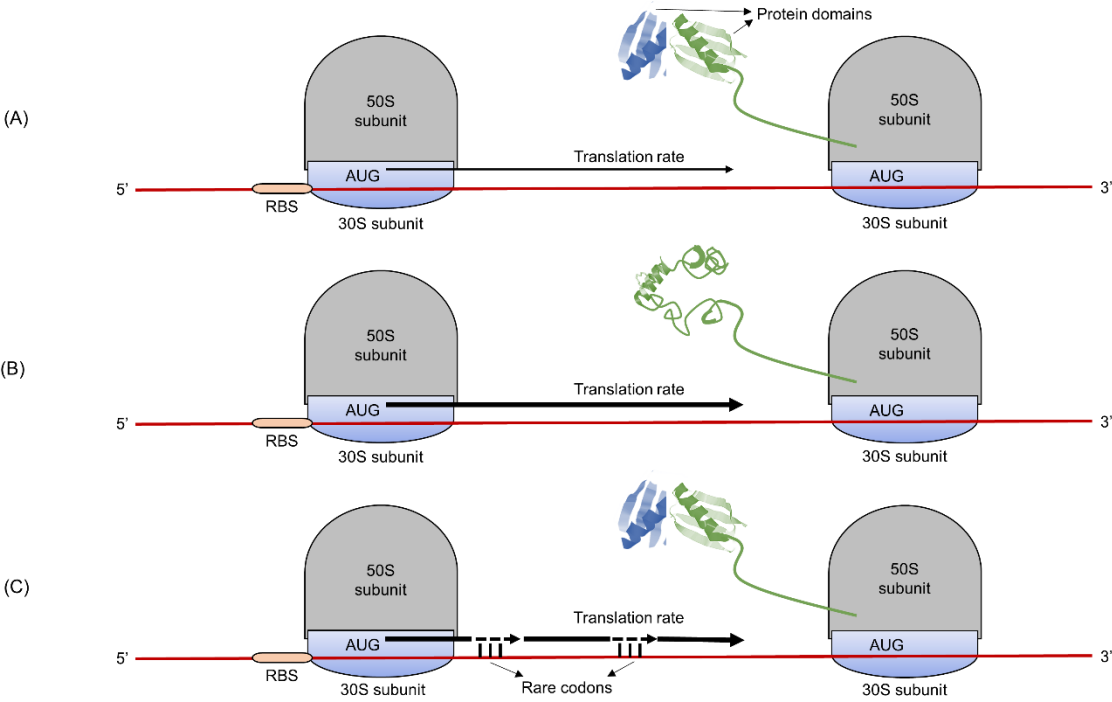 Protein domains
(A)
50S
subunit
50S
subunit
Translation rate
AUG
AUG
5'
3'
RBS
30S subunit
30S subunit
(B)
50S
subunit
50S
subunit
Translation rate
AUG
AUG
5'
3'
RBS
30S subunit
30S subunit
(C)
50S
subunit
50S
subunit
Translation rate
AUG
AUG
5'
3'
RBS
30S subunit
Rare codons
30S subunit